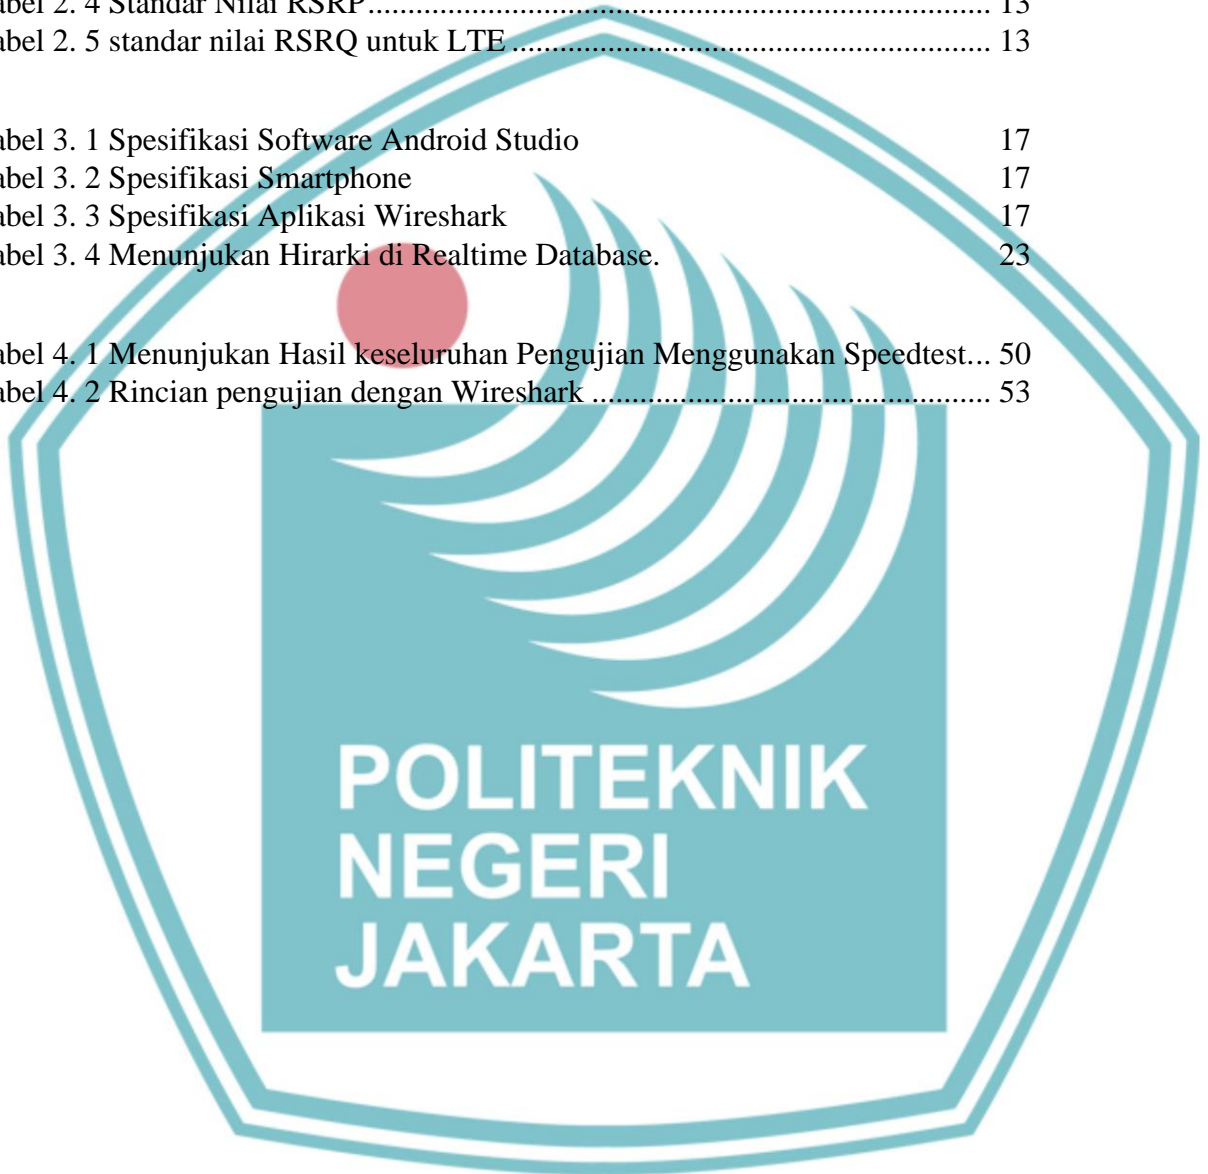 abel 2. 4 Standar Nilai RSRP........................................................................... 13
abel 2. 5 standar nilai RSRQ untuk LTE ......................................................... 13
abel 3. 1 Spesifikasi Software Android Studio 17
abel 3. 2 Spesifikasi Smartphone 17
abel 3. 3 Spesifikasi Aplikasi Wireshark 17
abel 3. 4 Menunjukan Hirarki di Realtime Database. 23
abel 4. 1 Menunjukan Hasil keseluruhan Pengujian Menggunakan Speedtest... 50
abel 4. 2 Rincian pengujian dengan Wireshark ................................................ 53
POLITEKNIK
NEGERI
JAKARTA